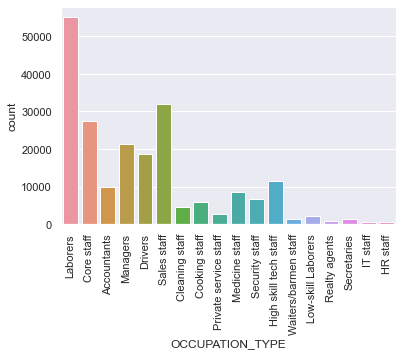 50000
40000
30000
20000
10000
0
count
Laborers
Core staff
Accountants
Managers
Drivers
Sales staff
Cleaning staff
Cooking staff
Private service staff
Medicine staff
Security staff
High skill tech staff
Waiters/barmen staff
Low-skill Laborers
Realty agents
Secretaries
IT staff
HR staff
OCCUPATION_TYPE